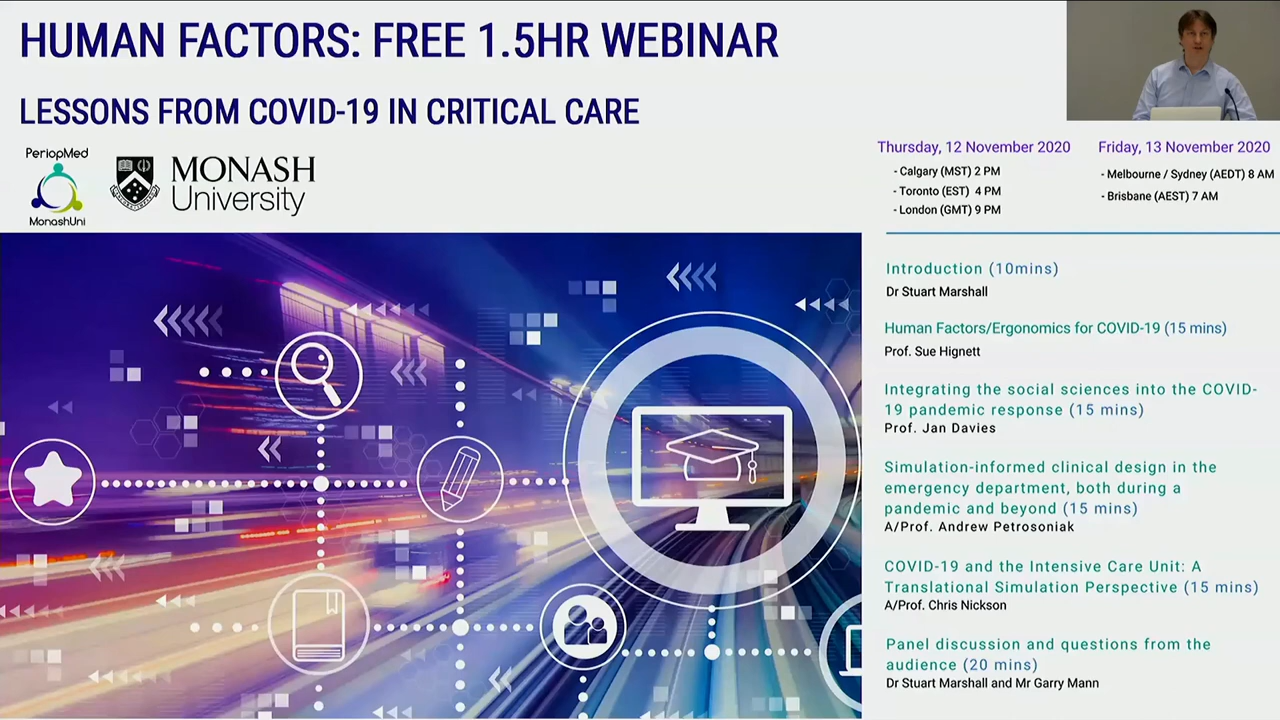 HUMAN FACTORS: FREE 1.5HR WEBINAR
LESSONS FROM COVID-19 IN CRITICAL CARE
PeriopMed
MonashUni
MONASH
University
Thursday, 12 November 2020
- Calgary (MST) 2 PM
- Toronto (EST) 4 PM
- London (GMT) 9 PM
Friday, 13 November 2020
- Melbourne / Sydney (AEDT) 8 AM
- Brisbane (AEST) 7 AM
Introduction (10mins)
Dr Stuart Marshall
Human Factors/Ergonomics for COVID-19 (15 mins)
Prof. Sue Hignett
Integrating the social sciences into the COVID-
19 pandemic response (15 mins)
Prof. Jan Davies
Simulation-informed clinical design in the
emergency department, both during a
pandemic and beyond (15 mins)
A/Prof. Andrew Petrosoniak
COVID-19 and the Intensive Care Unit: A
Translational Simulation Perspective (15 mins)
A/Prof. Chris Nickson
Panel discussion and questions from the
audience (20 mins)
Dr Stuart Marshall and Mr Garry Mann